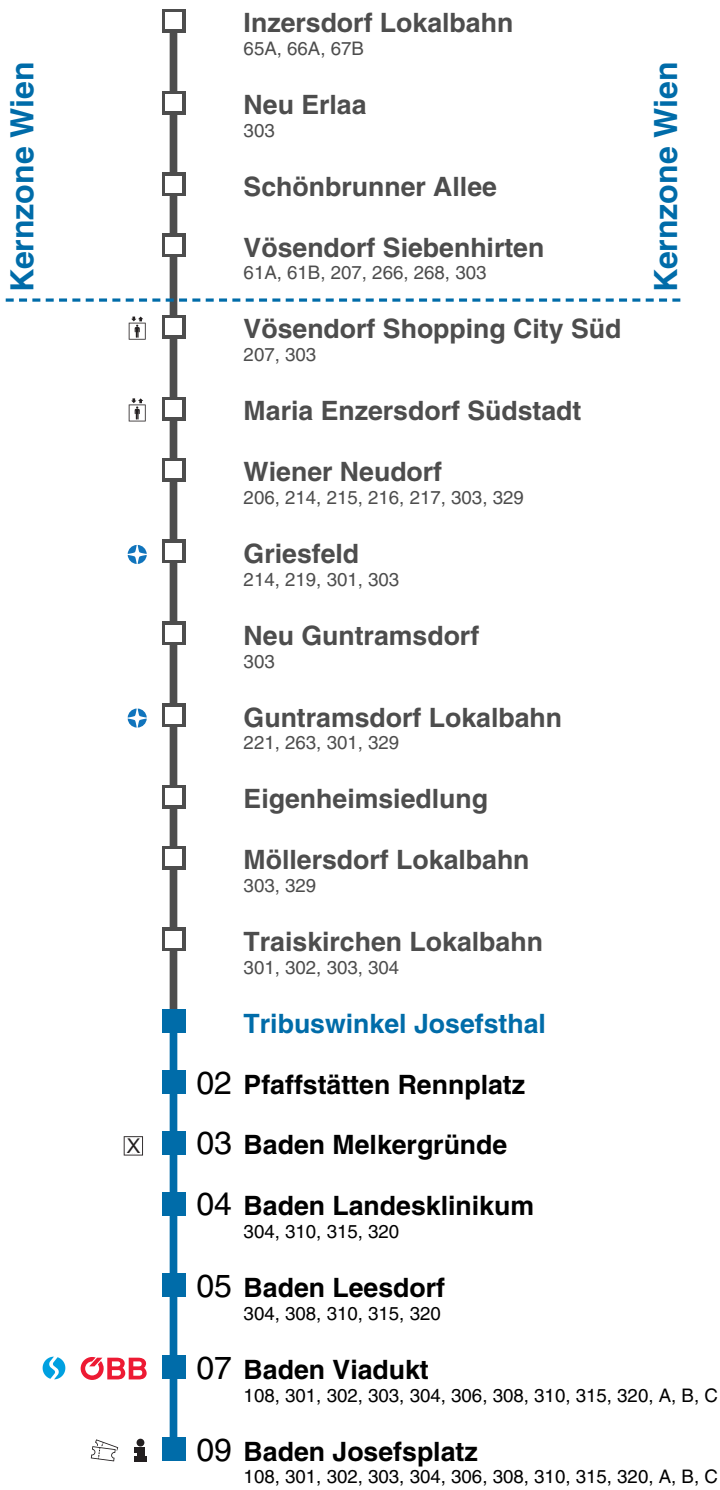 Kernzone Wien
Kernzone Wien
Inzersdorf Lokalbahn
65A, 66A, 67B
Neu Erlaa
303
Schönbrunner Allee
Vösendorf Siebenhirten
61A, 61B, 207, 266, 268, 303
Vösendorf Shopping City Süd
207, 303
Maria Enzersdorf Südstadt
Wiener Neudorf
206, 214, 215, 216, 217, 303, 329
Griesfeld
214, 219, 301, 303
Neu Guntramsdorf
303
Guntramsdorf Lokalbahn
221, 263, 301, 329
Eigenheimsiedlung
Möllersdorf Lokalbahn
303, 329
Traiskirchen Lokalbahn
301, 302, 303, 304
Tribuswinkel Josefsthal
02 Pfaffstätten Rennplatz
X 03 Baden Melkergründe
04 Baden Landesklinikum
304, 310, 315, 320
05 Baden Leesdorf
304, 308, 310, 315, 320
ÖBB 07 Baden Viadukt
108, 301, 302, 303, 304, 306, 308, 310, 315, 320, A, B, C
i 09 Baden Josefsplatz
108, 301, 302, 303, 304, 306, 308, 310, 315, 320, A, B, C